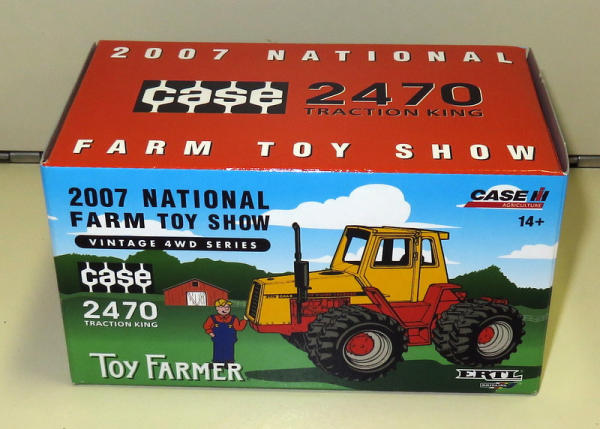 2007 NATIONAL
case 2470
TRACTION KING
FARM TOY SHOW
2007 NATIONAL
FARM TOY SHOW
VINTAGE 4WD SERIES
CASE IH
AGRICULTURE
14+
case
2470
TRACTION KING
TOY FARMER
ERTL